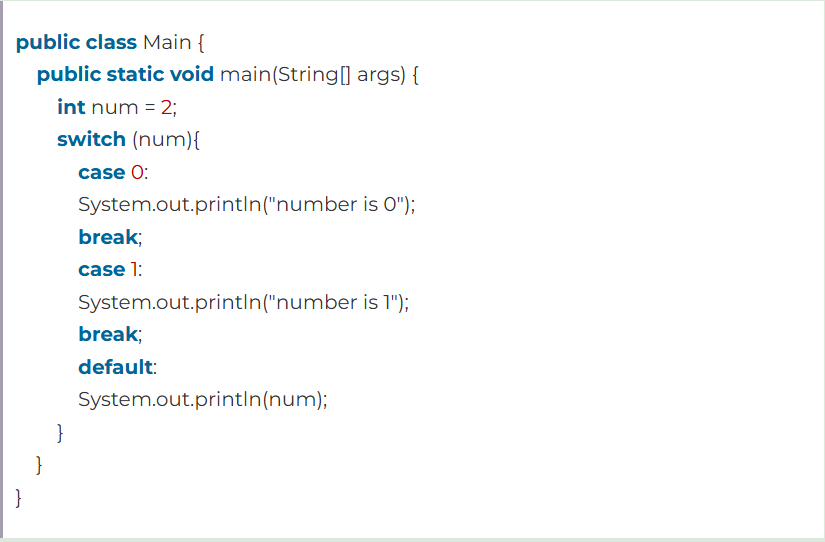 public class Main {
public static void main(String[] args) {
int num = 2;
switch (num){
case 0:
System.out.println("number is 0");
break;
case 1:
System.out.println("number is 1");
break;
default:
System.out.println(num);
}
}
}